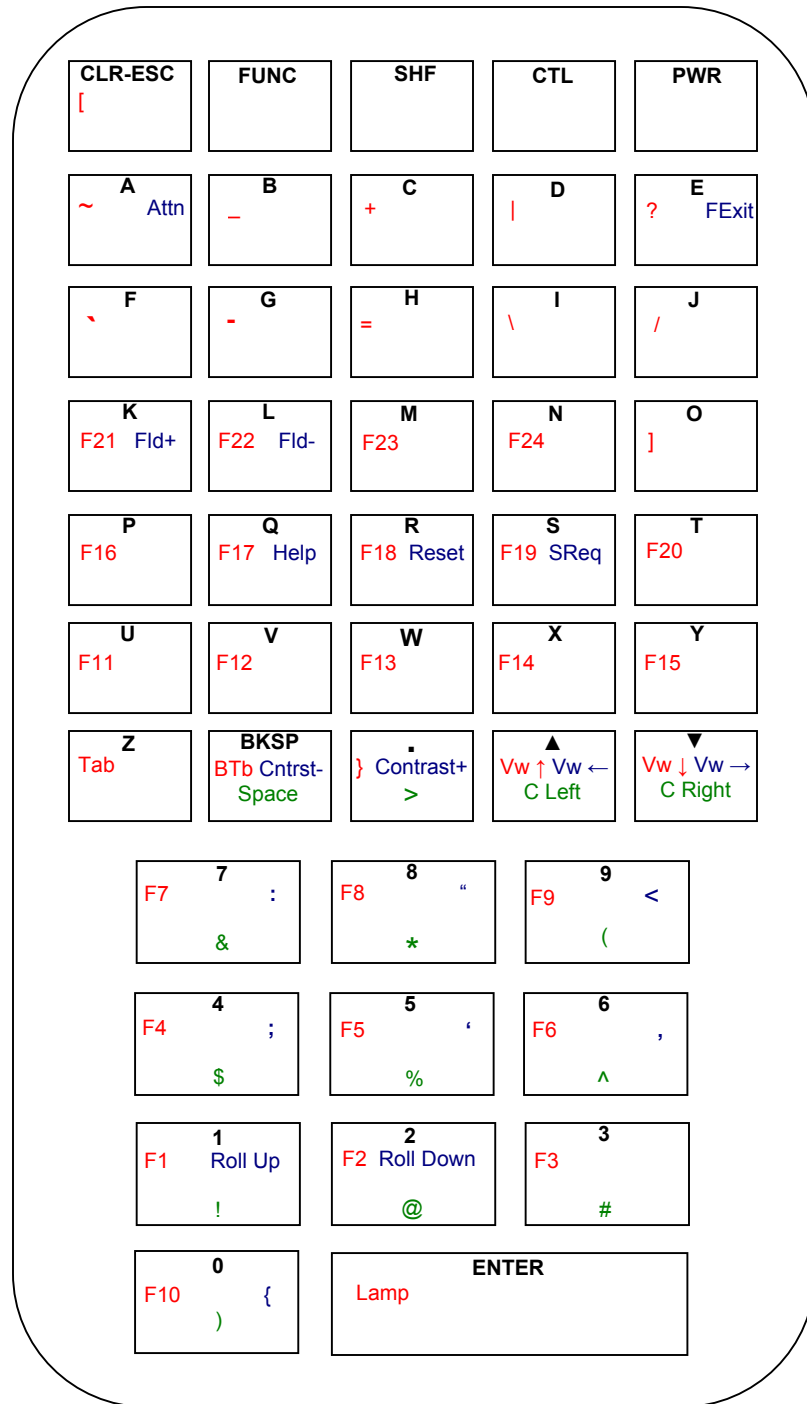 CLR-ESC FUNC SHF CTL PWR
[
A B C D E
~ Attn _ + | ? FExit
F G H I J
` - = \ /
K L M N O
F21 Fld+ F22 Fld- F23 F24 ]
P Q R S T
F16 F17 Help F18 Reset F19 SReq F20
U V W X Y
F11 F12 F13 F14 F15
Z BKSP . ▲ ▼
Tab BTb Cntrst- } Contrast+ Vw ↑ Vw ← Vw ↓ Vw →
Space > C Left C Right
7 8 9
F7 : F8 “ F9 <
& * (
4 5 6
F4 ; F5 ‘ F6 ,
$ % ^
1 2 3
F1 Roll Up F2 Roll Down F3
! @ #
0 ENTER
F10 { Lamp
)